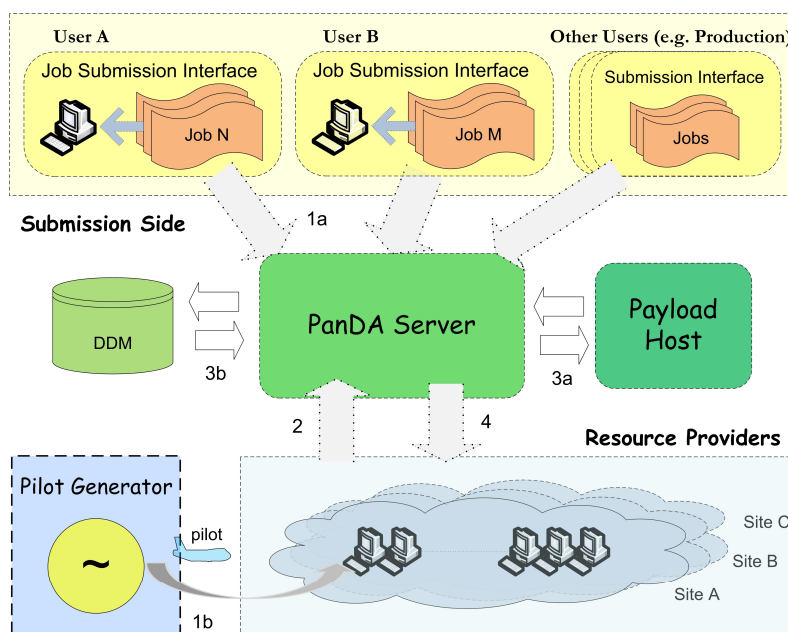 User A
User B
Other Users (e.g. Production)
Job Submission Interface
Job Submission Interface
Submission Interface
Job N
Job M
Jobs
Submission Side
1a
PanDA Server
Payload
Host
DDM
3b
3a
2
4
Resource Providers
Pilot Generator
pilot
~
Site C
Site B
Site A
1b